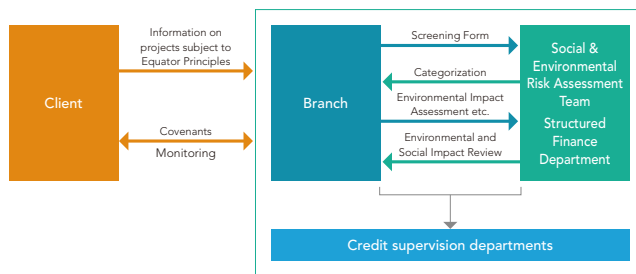 Client
Information on
projects subject to
Equator Principles
Covenants
Monitoring
Branch
Screening Form
Categorization
Environmental Impact
Assessment etc.
Environmental and
Social Impact Review
Social &
Environmental
Risk Assessment
Team
Structured
Finance
Department
Credit supervision departments